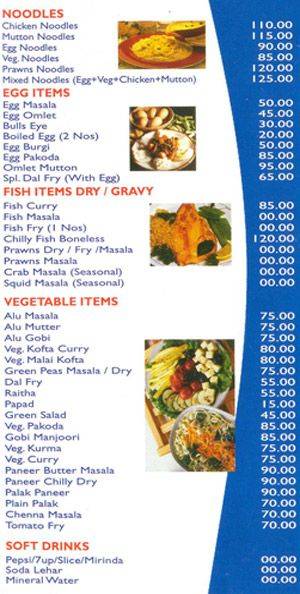 NOODLES
Chicken Noodles 110.00
Mutton Noodles 115.00
Egg Noodles 90.00
Veg. Noodles 85.00
Prawns Noodles 120.00
Mixed Noodles (Egg+Veg+Chicken+Mutton) 125.00
EGG ITEMS
Egg Masala 50.00
Egg Omlet 45.00
Bulls Eye 30.00
Boiled Egg (2 Nos) 20.00
Egg Burgi 50.00
Egg Pakoda 85.00
Omlet Mutton 95.00
Spl. Dal Fry (With Egg) 65.00
FISH ITEMS DRY / GRAVY
Fish Curry 85.00
Fish Masala 00.00
Fish Fry (1 Nos) 00.00
Chilly Fish Boneless 120.00
Prawns Dry / Fry /Masala 00.00
Prawns Masala 00.00
Crab Masala (Seasonal) 00.00
Squid Masala (Seasonal) 00.00
VEGETABLE ITEMS
Alu Masala 75.00
Alu Mutter 75.00
Alu Gobi 75.00
Veg. Kofta Curry 80.00
Veg. Malai Kofta 80.00
Green Peas Masala / Dry 75.00
Dal Fry 55.00
Raitha 55.00
Papad 15.00
Green Salad 45.00
Veg. Pakoda 85.00
Gobi Manjoori 85.00
Veg. Kurma 75.00
Veg. Curry 75.00
Paneer Butter Masala 90.00
Paneer Chilly Dry 90.00
Palak Paneer 90.00
Plain Palak 70.00
Chenna Masala 70.00
Tomato Fry 70.00
SOFT DRINKS
Pepsi/7up/Slice/Mirinda 00.00
Soda Lehar 00.00
Mineral Water 00.00